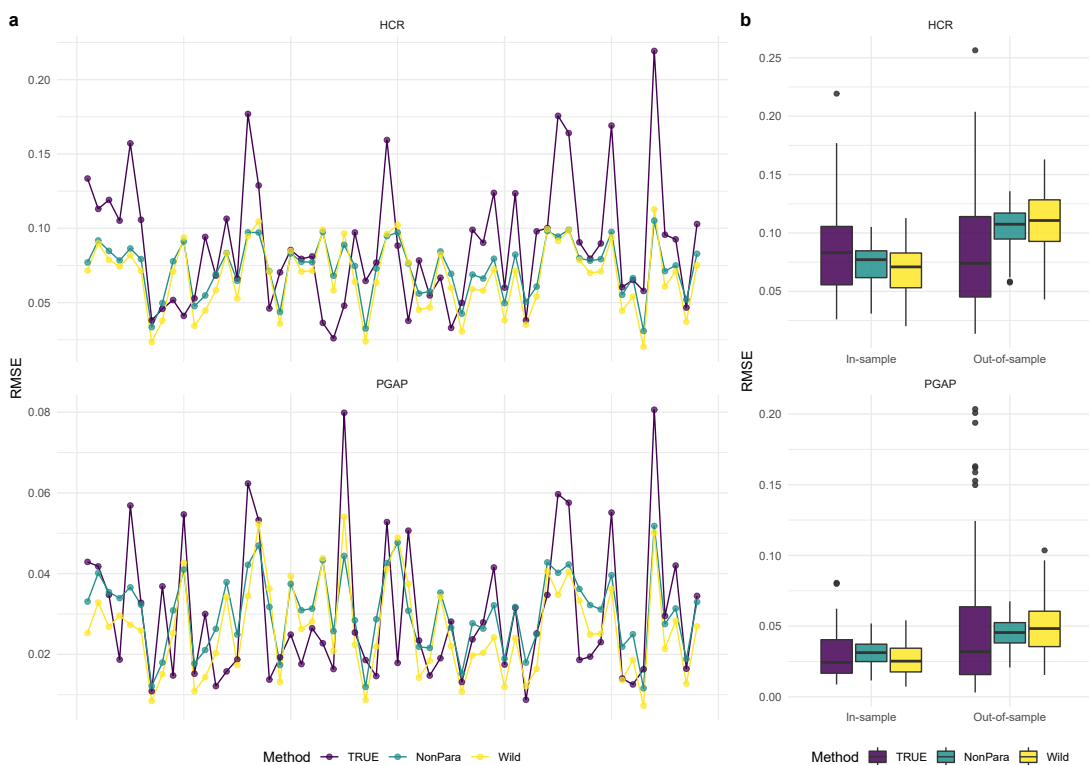 a
HCR
0.20
0.15
0.10
0.05
RMSE
PGAP
0.08
0.06
0.04
0.02
Method TRUE NonPara Wild
b
HCR
0.25
0.20
0.15
0.10
0.05
In-sample Out-of-sample
RMSE
PGAP
0.20
0.15
0.10
0.05
0.00
In-sample Out-of-sample
Method TRUE NonPara Wild